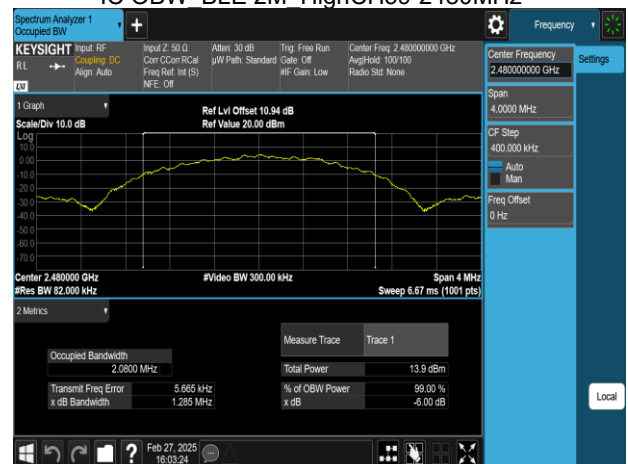 IC OBW_BLE 2M_HighCH39-2480MHz
Spectrum Analyzer 1
Occupied BW
+
Frequency
KEYSIGHT
RL
LXI
Input: RF
Coupling: DC
Align: Auto
Input Z: 50 Ω
Corr CCorr RCal
Freq Ref: Int (S)
NFE: Off
Atten: 30 dB
µW Path: Standard
Trig: Free Run
Gate: Off
#IF Gain: Low
Center Freq: 2.480000000 GHz
Avg|Hold: 100/100
Radio Std: None
Center Frequency
2.480000000 GHz
Settings
Span
4.0000 MHz
CF Step
400.000 kHz
Auto
Man
Freq Offset
0 Hz
Local
1 Graph
Scale/Div 10.0 dB
Ref Lvl Offset 10.94 dB
Ref Value 20.00 dBm
Log
10.0
0.00
-10.0
-20.0
-30.0
-40.0
-50.0
-60.0
-70.0
Center 2.480000 GHz
#Video BW 300.00 kHz
Span 4 MHz
#Res BW 82.000 kHz
Sweep 6.67 ms (1001 pts)
2 Metrics
Measure Trace
Trace 1
Occupied Bandwidth
2.0800 MHz
Total Power
13.9 dBm
Transmit Freq Error
5.665 kHz
% of OBW Power
99.00 %
x dB Bandwidth
1.285 MHz
x dB
-6.00 dB
?
Feb 27, 2025
16:03:24